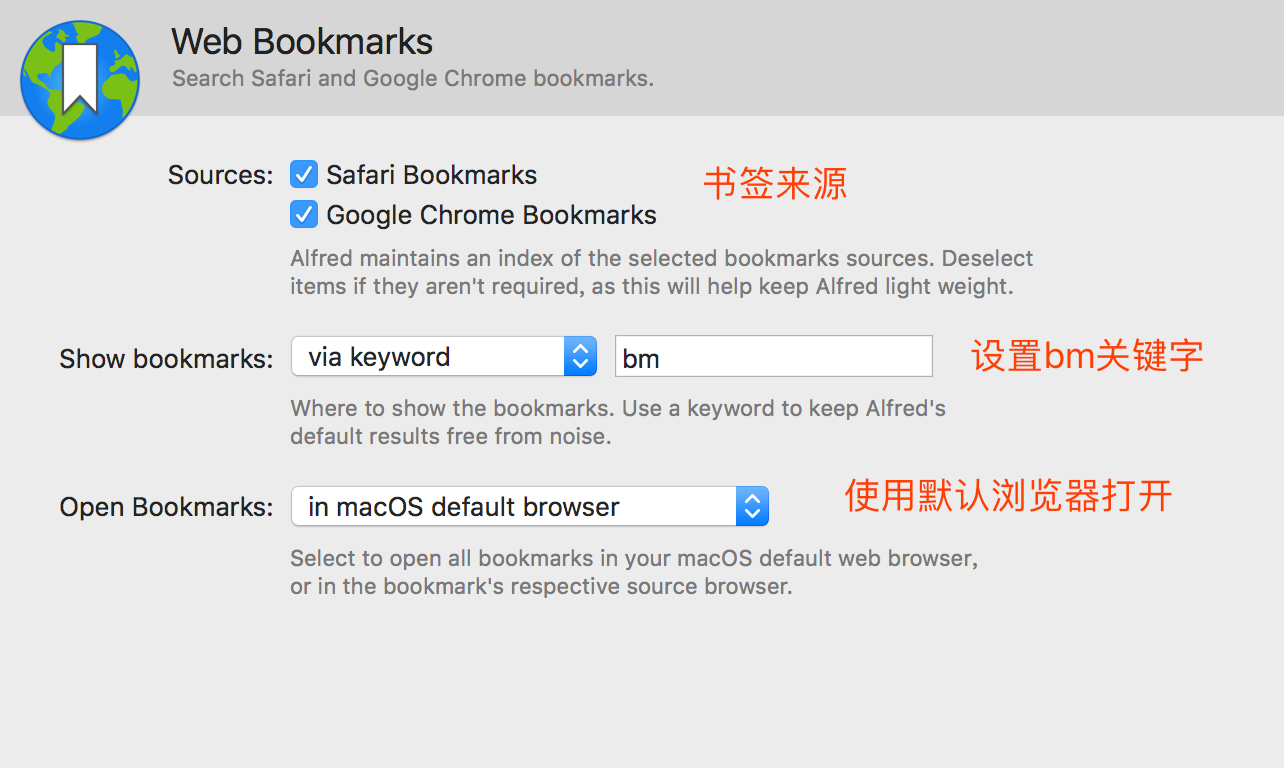 Web Bookmarks
Search Safari and Google Chrome bookmarks.
Sources: Safari Bookmarks 书签来源
Google Chrome Bookmarks
Alfred maintains an index of the selected bookmarks sources. Deselect
items if they aren't required, as this will help keep Alfred light weight.
Show bookmarks: via keyword bm 设置bm关键字
Where to show the bookmarks. Use a keyword to keep Alfred's
default results free from noise.
Open Bookmarks: in macOS default browser 使用默认浏览器打开
Select to open all bookmarks in your macOS default web browser,
or in the bookmark's respective source browser.